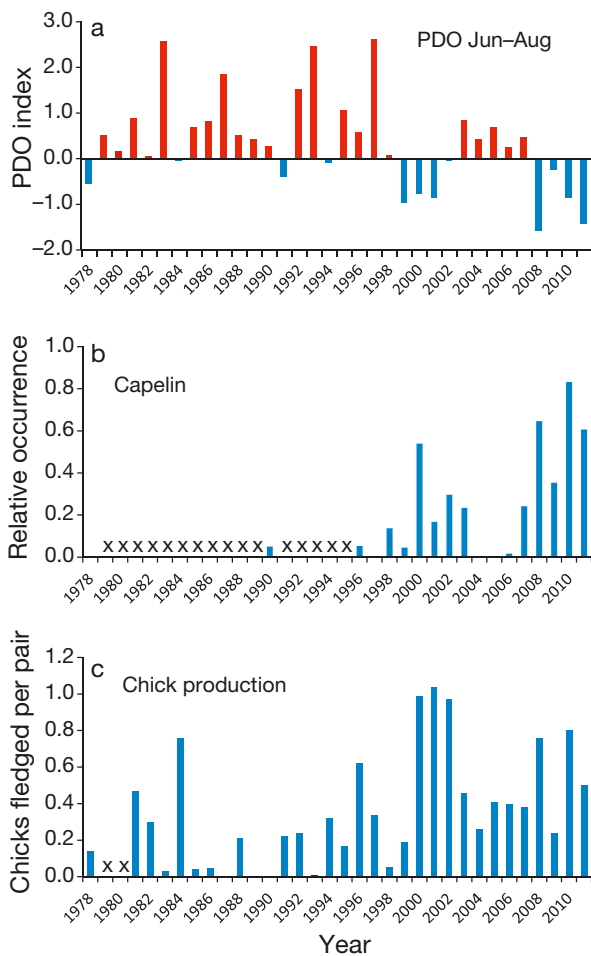 a
PDO Jun–Aug
PDO index
3.0
2.0
1.0
0.0
−1.0
−2.0
1978 1980 1982 1984 1986 1988 1990 1992 1994 1996 1998 2000 2002 2004 2006 2008 2010
b
Capelin
Relative occurrence
1.0
0.8
0.6
0.4
0.2
0.0
x x x x x x x x x x x x x x x x
1978 1980 1982 1984 1986 1988 1990 1992 1994 1996 1998 2000 2002 2004 2006 2008 2010
c
Chick production
Chicks fledged per pair
1.2
1.0
0.8
0.6
0.4
0.2
0.0
x x
1978 1980 1982 1984 1986 1988 1990 1992 1994 1996 1998 2000 2002 2004 2006 2008 2010
Year